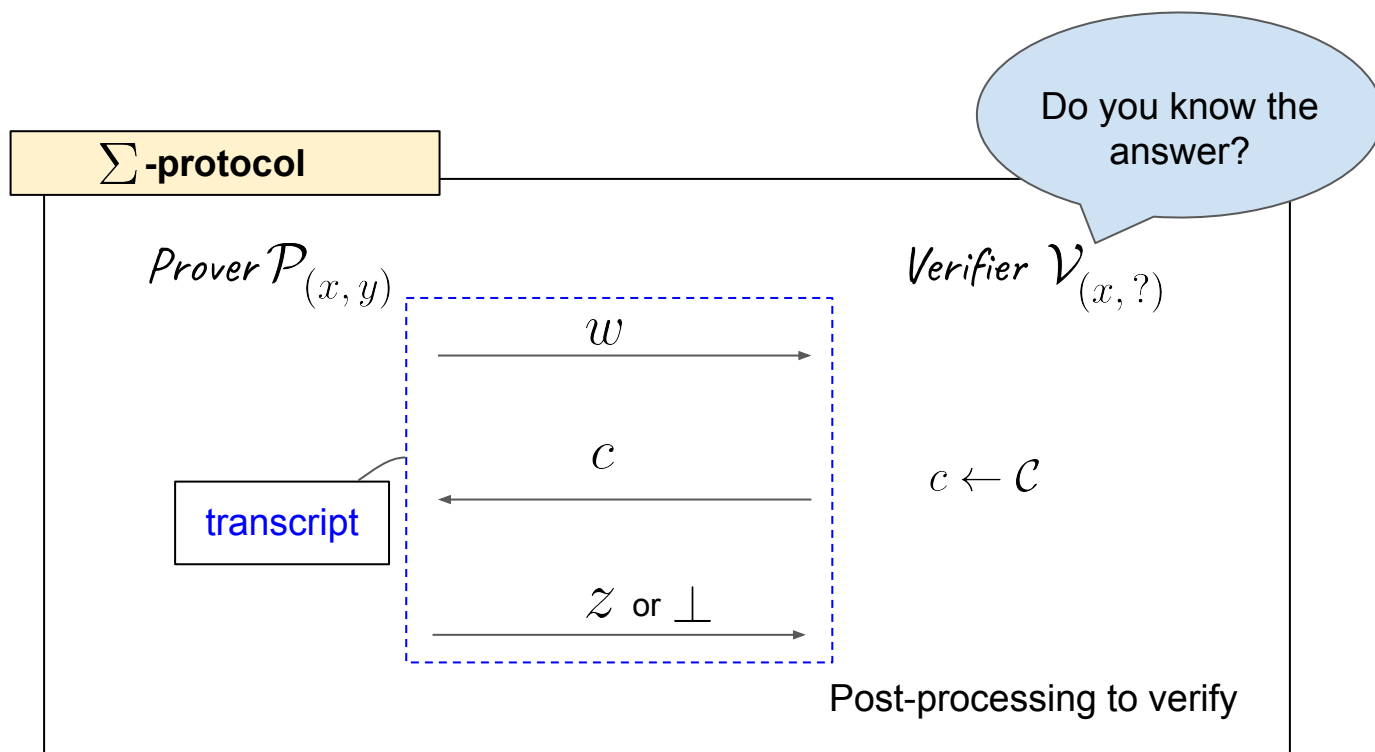 Do you know the
answer?
∑-protocol
Prover 𝒫(x, y)
Verifier 𝒱(x, ?)
w
c
c ← 𝒞
transcript
z or ⊥
Post-processing to verify